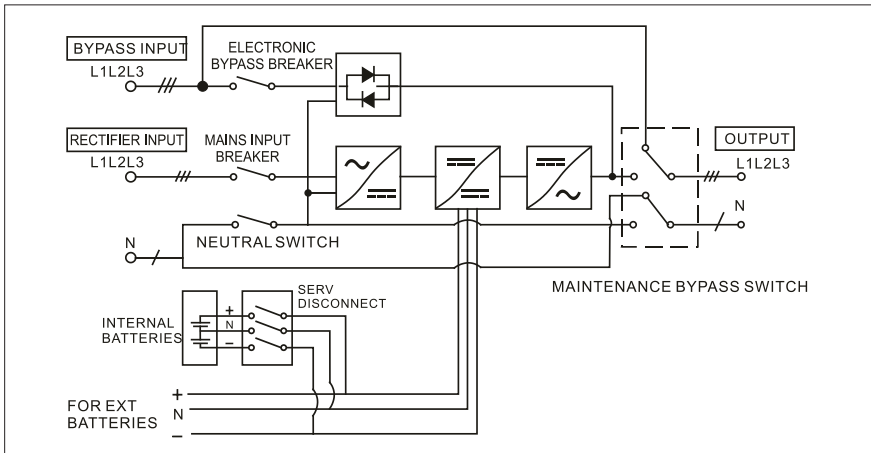 BYPASS INPUT
L1L2L3
ELECTRONIC
BYPASS BREAKER
RECTIFIER INPUT
L1L2L3
MAINS INPUT
BREAKER
OUTPUT
L1L2L3
N
N
NEUTRAL SWITCH
MAINTENANCE BYPASS SWITCH
SERV
DISCONNECT
INTERNAL
BATTERIES
+
N
−
FOR EXT
BATTERIES
+
N
−